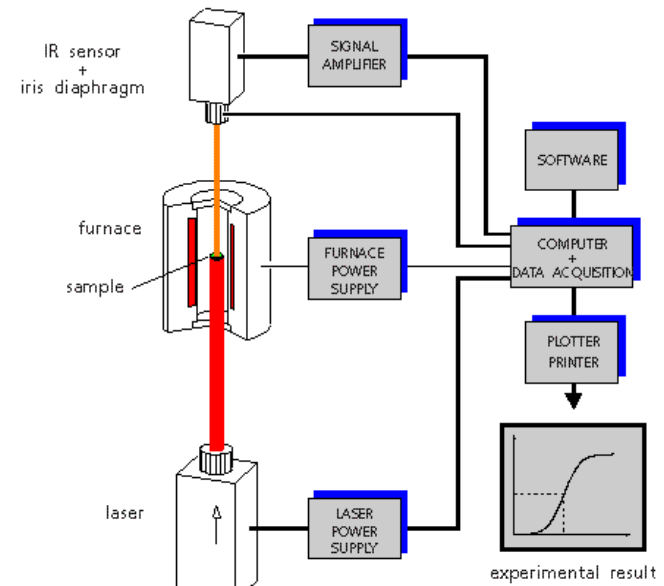 IR sensor
+
iris diaphragm
SIGNAL
AMPLIFIER
SOFTWARE
furnace
sample
FURNACE
POWER
SUPPLY
COMPUTER
+
DATA ACQUISITION
PLOTTER
PRINTER
laser
LASER
POWER
SUPPLY
experimental result